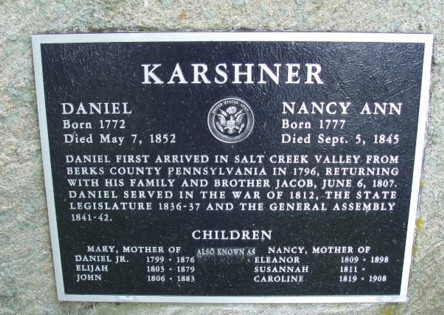 KARSHNER
DANIEL
Born 1772
Died May 7, 1852
NANCY ANN
Born 1777
Died Sept. 5, 1845
DANIEL FIRST ARRIVED IN SALT CREEK VALLEY FROM
BERKS COUNTY PENNSYLVANIA IN 1796, RETURNING
WITH HIS FAMILY AND BROTHER JACOB, JUNE 6, 1807.
DANIEL SERVED IN THE WAR OF 1812, THE STATE
LEGISLATURE 1836-37 AND THE GENERAL ASSEMBLY
1841-42.
CHILDREN
MARY, MOTHER OF ALSO KNOWN AS NANCY, MOTHER OF
DANIEL JR. 1799 - 1876 ELEANOR 1809 - 1898
ELIJAH 1803 - 1879 SUSANNAH 1811 -
JOHN 1806 - 1883 CAROLINE 1819 - 1908